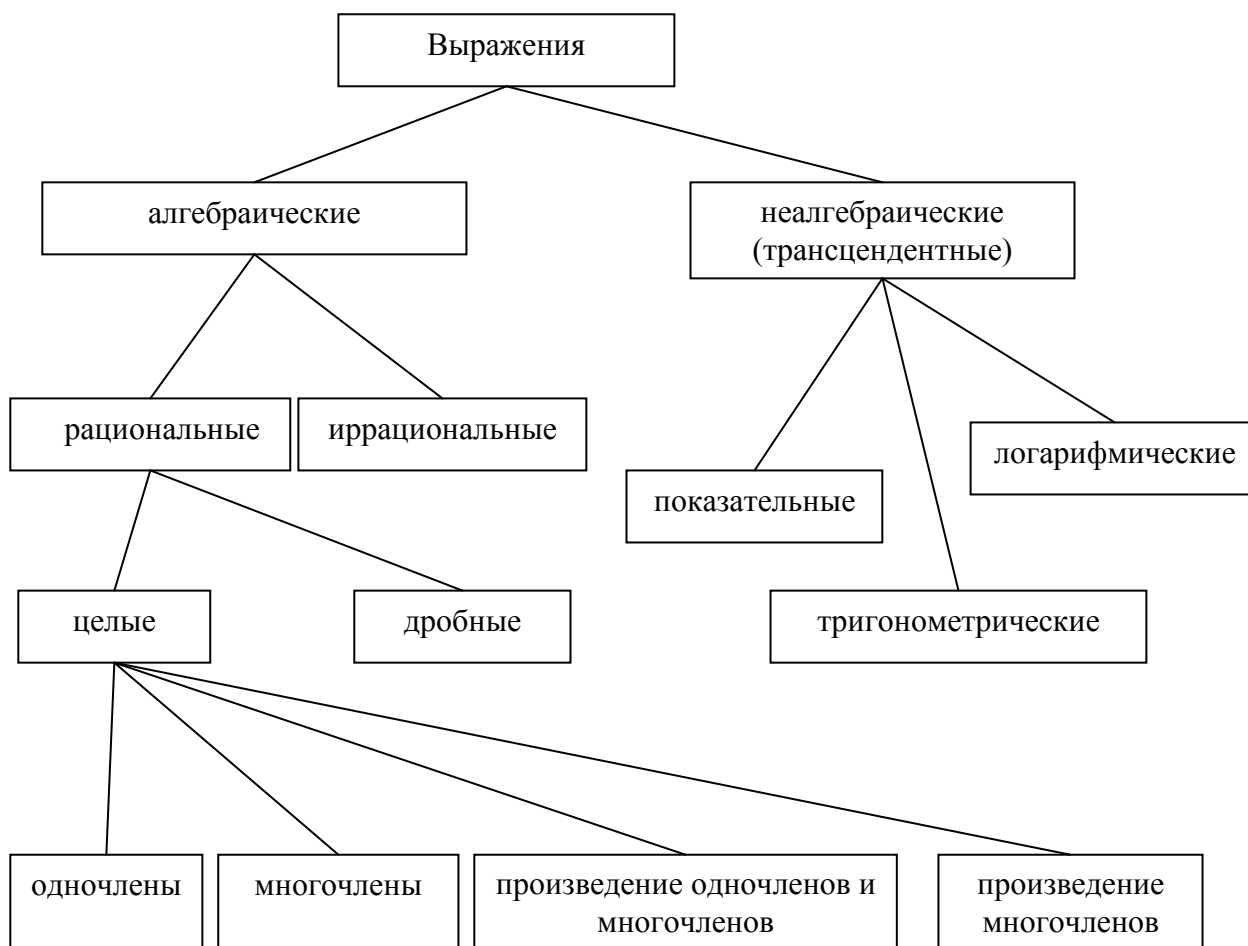 Выражения
алгебраические
неалгебраические
(трансцендентные)
рациональные
иррациональные
логарифмические
показательные
целые
дробные
тригонометрические
одночлены
многочлены
произведение одночленов и
многочленов
произведение
многочленов